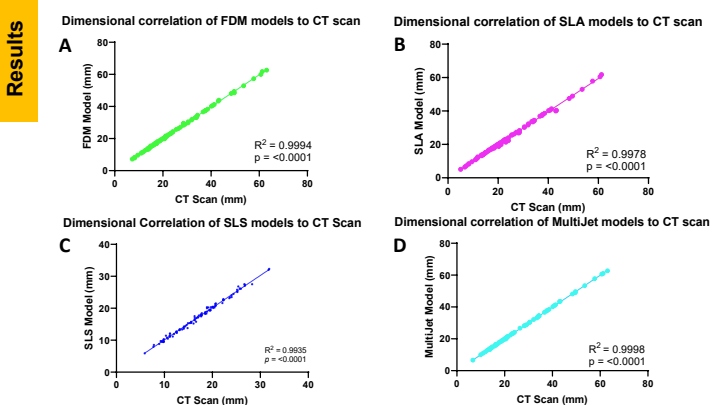 Results
Dimensional correlation of FDM models to CT scan
A
80
60
40
20
0
FDM Model (mm)
R² = 0.9994
p = <0.0001
0 20 40 60 80
CT Scan (mm)
Dimensional correlation of SLA models to CT scan
B
80
60
40
20
0
SLA Model (mm)
R² = 0.9978
p = <0.0001
0 20 40 60 80
CT Scan (mm)
Dimensional Correlation of SLS models to CT Scan
C
40
30
20
10
0
SLS Model (mm)
R² = 0.9935
p = <0.0001
0 10 20 30 40
CT Scan (mm)
Dimensional correlation of MultiJet models to CT scan
D
80
60
40
20
0
MultiJet Model (mm)
R² = 0.9998
p = <0.0001
0 20 40 60 80
CT Scan (mm)